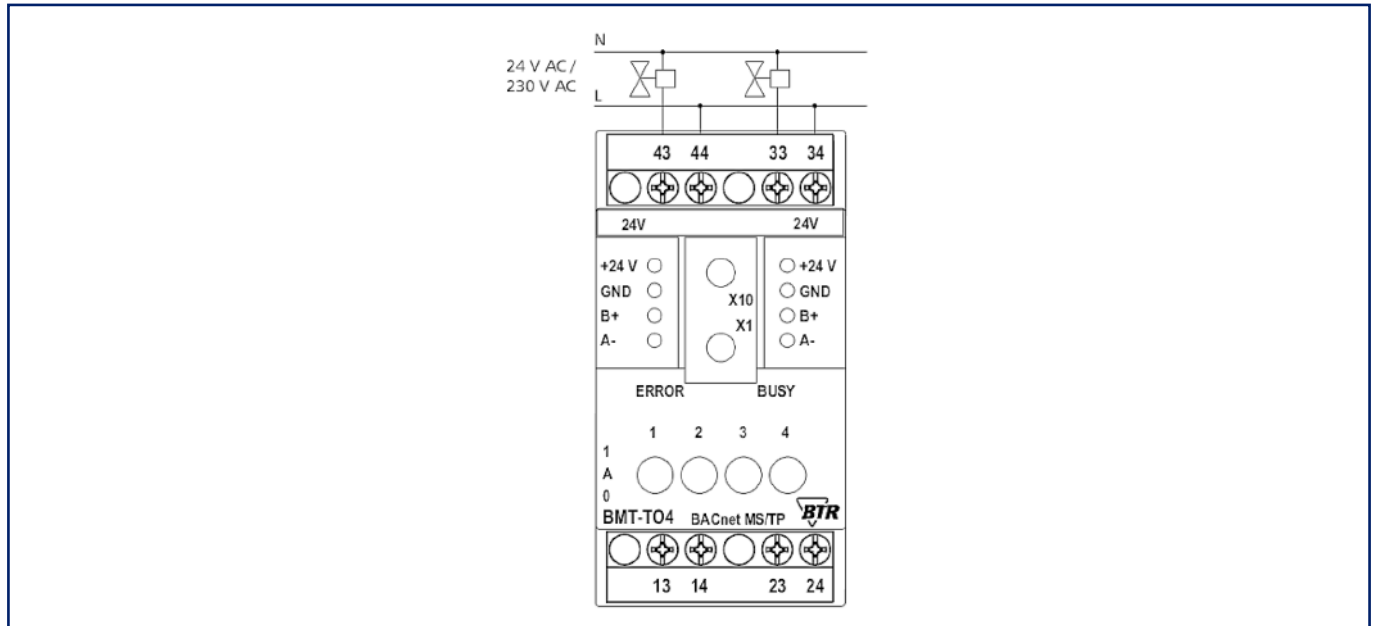 N
24 V AC /
230 V AC
L
43 44 33 34
24V 24V
+24 V +24 V
GND X10 GND
B+ X1 B+
A- A-
ERROR BUSY
1 2 3 4
1
A
0
BMT-TO4 BACnet MS/TP BTR
13 14 23 24